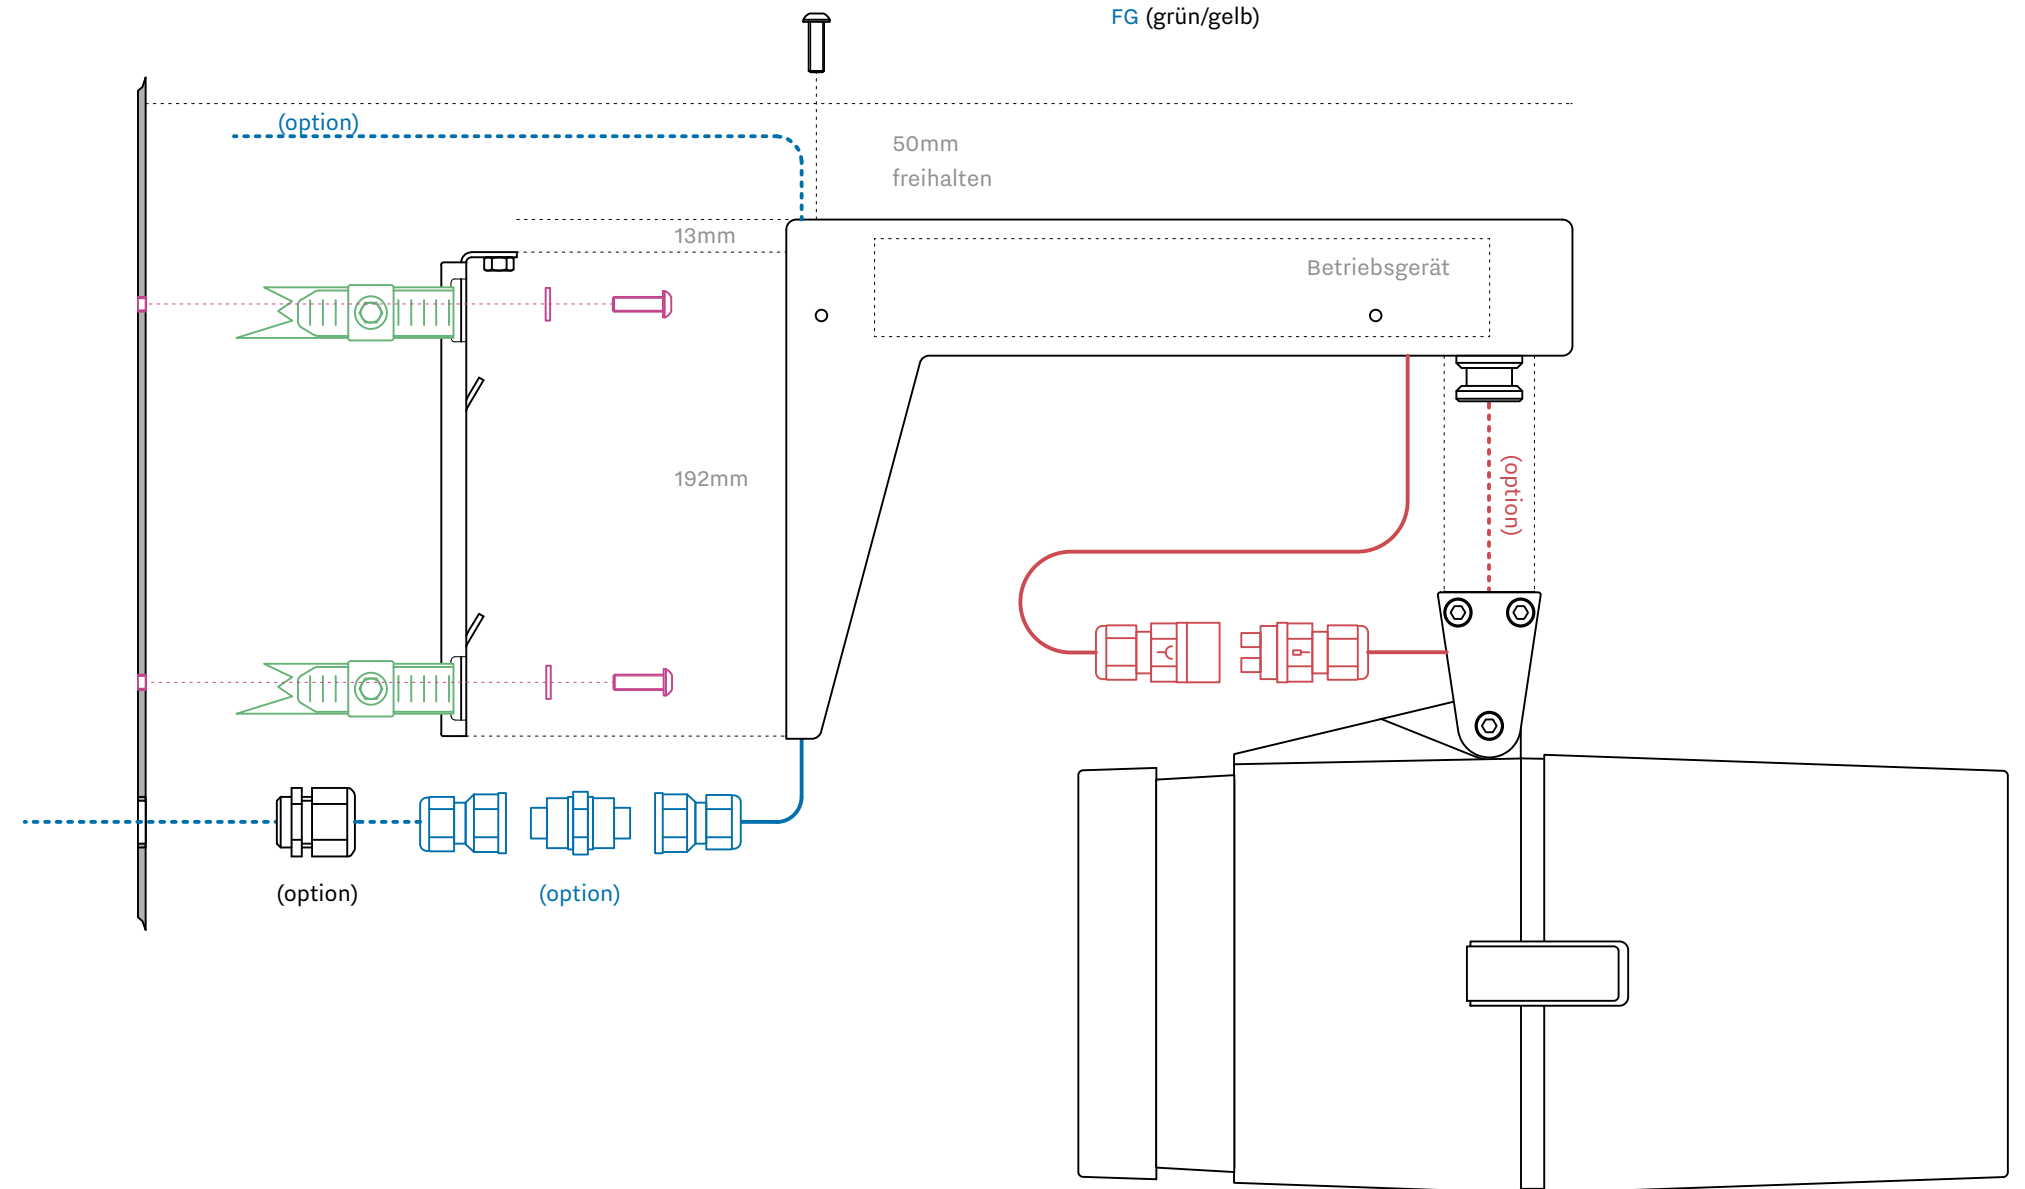 FG (grün/gelb)
(option)
50mm
freihalten
13mm
Betriebsgerät
192mm
(option)
(option)
(option)